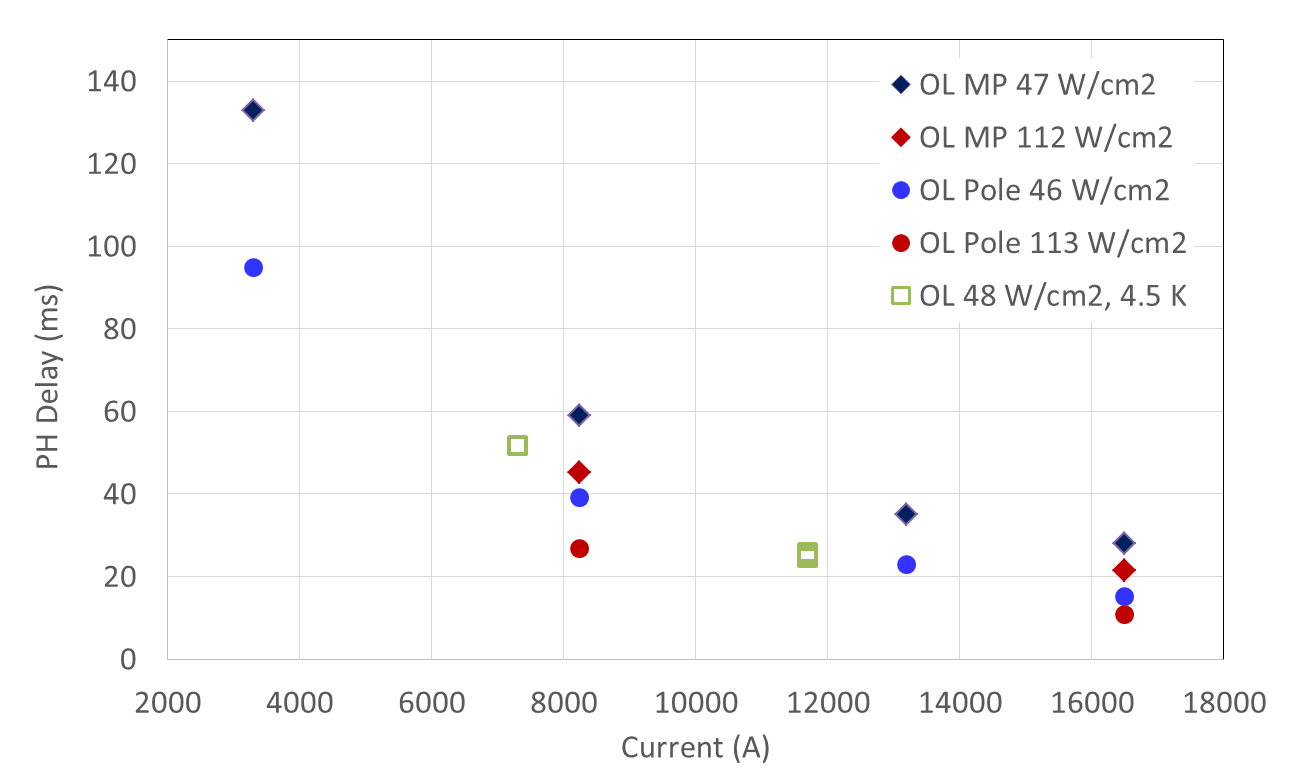 140
120
100
80
60
40
20
0
PH Delay (ms)
2000 4000 6000 8000 10000 12000 14000 16000 18000
Current (A)
OL MP 47 W/cm2
OL MP 112 W/cm2
OL Pole 46 W/cm2
OL Pole 113 W/cm2
OL 48 W/cm2, 4.5 K